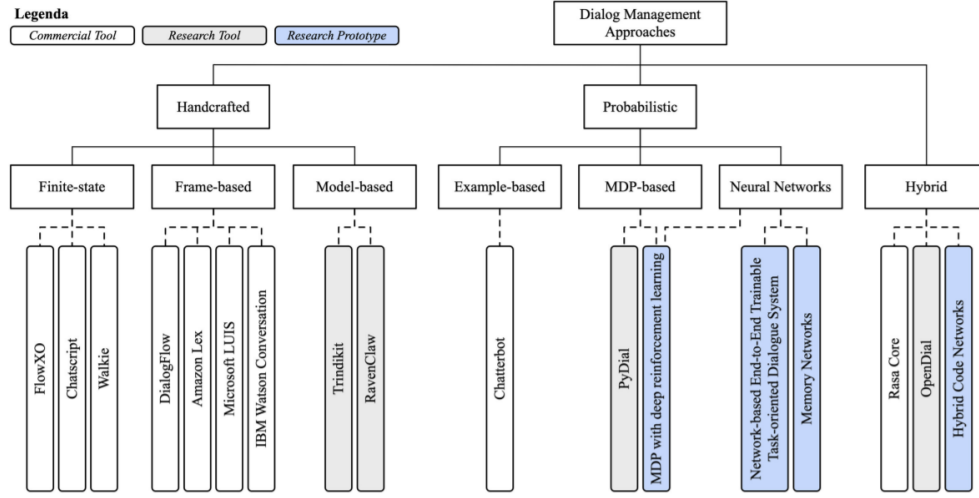 Legenda
Commercial Tool
Research Tool
Research Prototype
Dialog Management
Approaches
Handcrafted
Probabilistic
Finite-state
Frame-based
Model-based
Example-based
MDP-based
Neural Networks
Hybrid
FlowXO
Chatscript
Walkie
DialogFlow
Amazon Lex
Microsoft LUIS
IBM Watson Conversation
Trindikit
RavenClaw
Chatterbot
PyDial
MDP with deep reinforcement learning
Network-based End-to-End Trainable
Task-oriented Dialogue System
Memory Networks
Rasa Core
OpenDial
Hybrid Code Networks